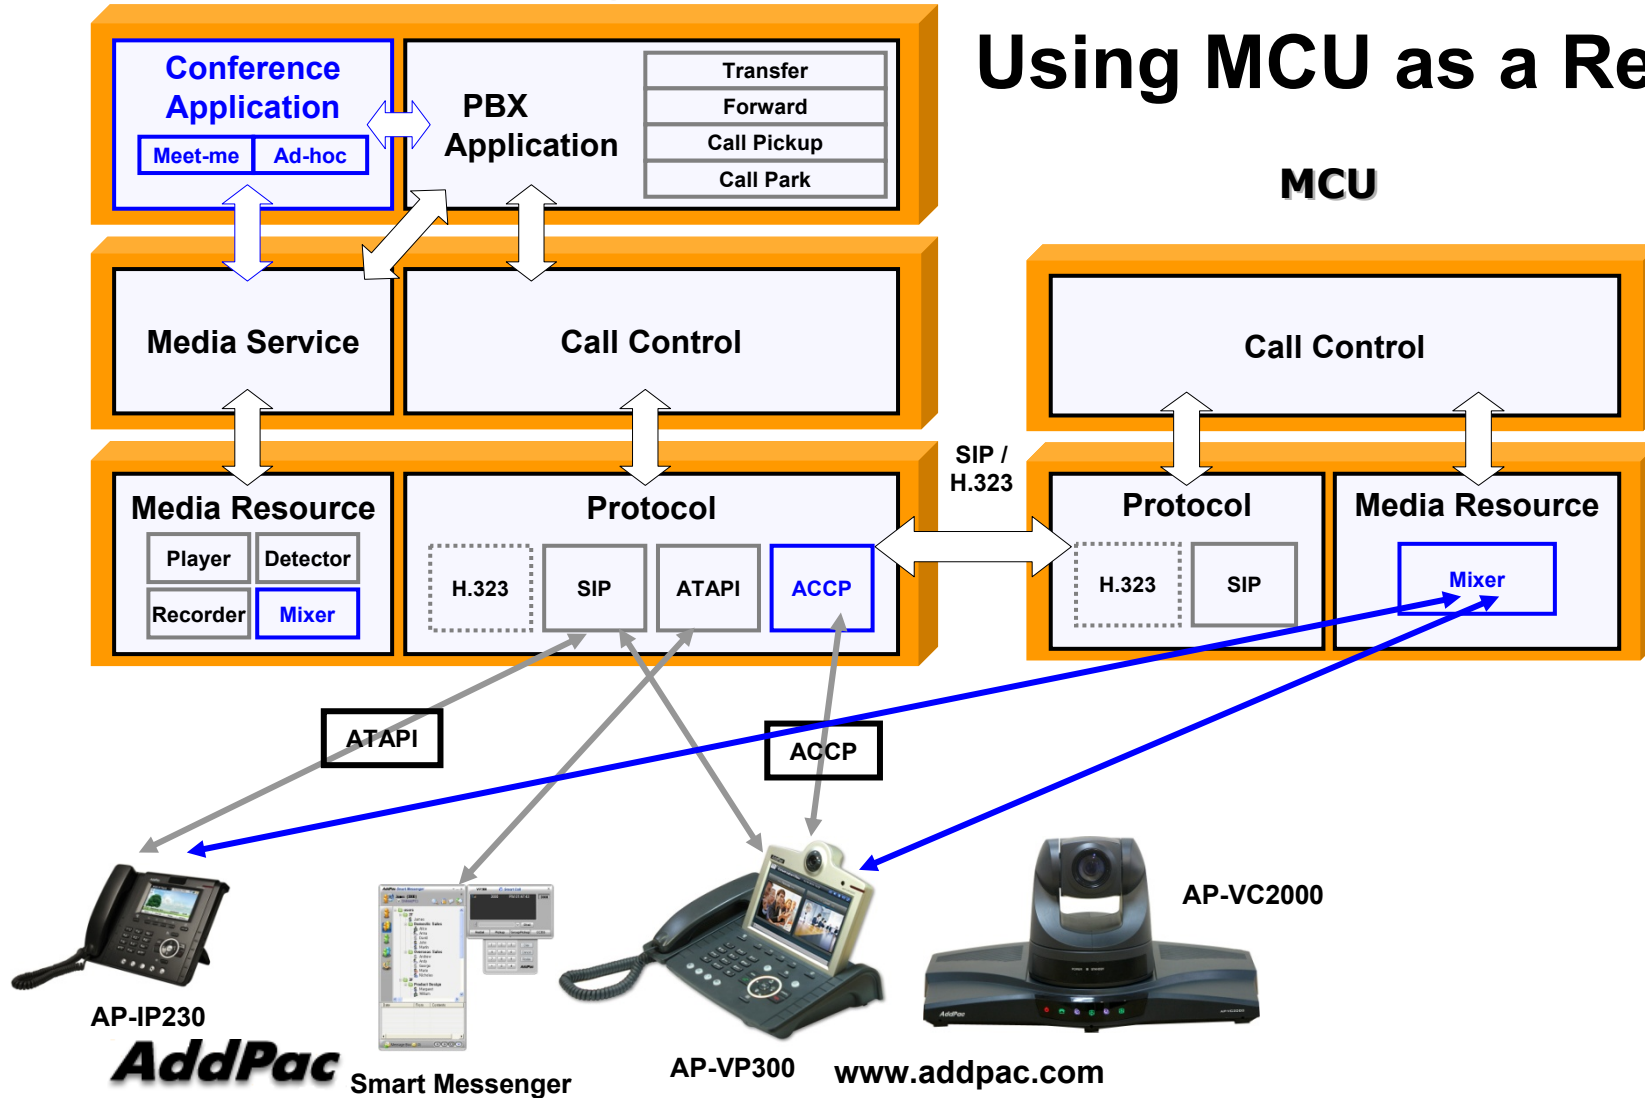 Using MCU as a Re
Conference
Application
Meet-me
Ad-hoc
PBX
Application
Transfer
Forward
Call Pickup
Call Park
MCU
Media Service
Call Control
Call Control
SIP /
H.323
Media Resource
Player
Detector
Recorder
Mixer
Protocol
H.323
SIP
ATAPI
ACCP
Protocol
H.323
SIP
Media Resource
Mixer
ATAPI
ACCP
AP-VC2000
AP-IP230
AddPac
Smart Messenger
AP-VP300
www.addpac.com